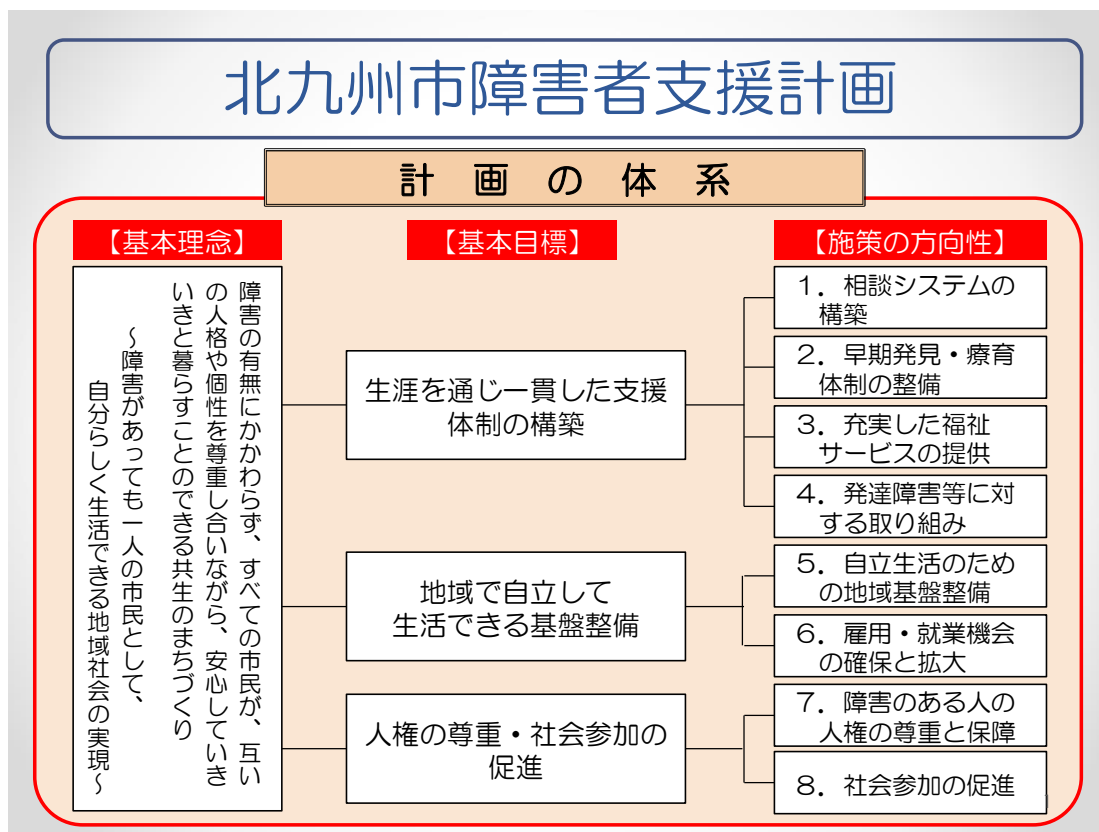 北九州市障害者支援計画
計画の体系
【基本理念】
障害の有無にかかわらず、すべての市民が、互い
の人格や個性を尊重し合いながら、安心していき
いきと暮らすことのできる共生のまちづくり
～障害があっても一人の市民として、
自分らしく生活できる地域社会の実現～
【基本目標】
生涯を通じ一貫した支援
体制の構築
地域で自立して
生活できる基盤整備
人権の尊重・社会参加の
促進
【施策の方向性】
１．相談システムの
構築
２．早期発見・療育
体制の整備
３．充実した福祉
サービスの提供
４．発達障害等に対
する取り組み
５．自立生活のため
の地域基盤整備
６．雇用・就業機会
の確保と拡大
７．障害のある人の
人権の尊重と保障
８．社会参加の促進